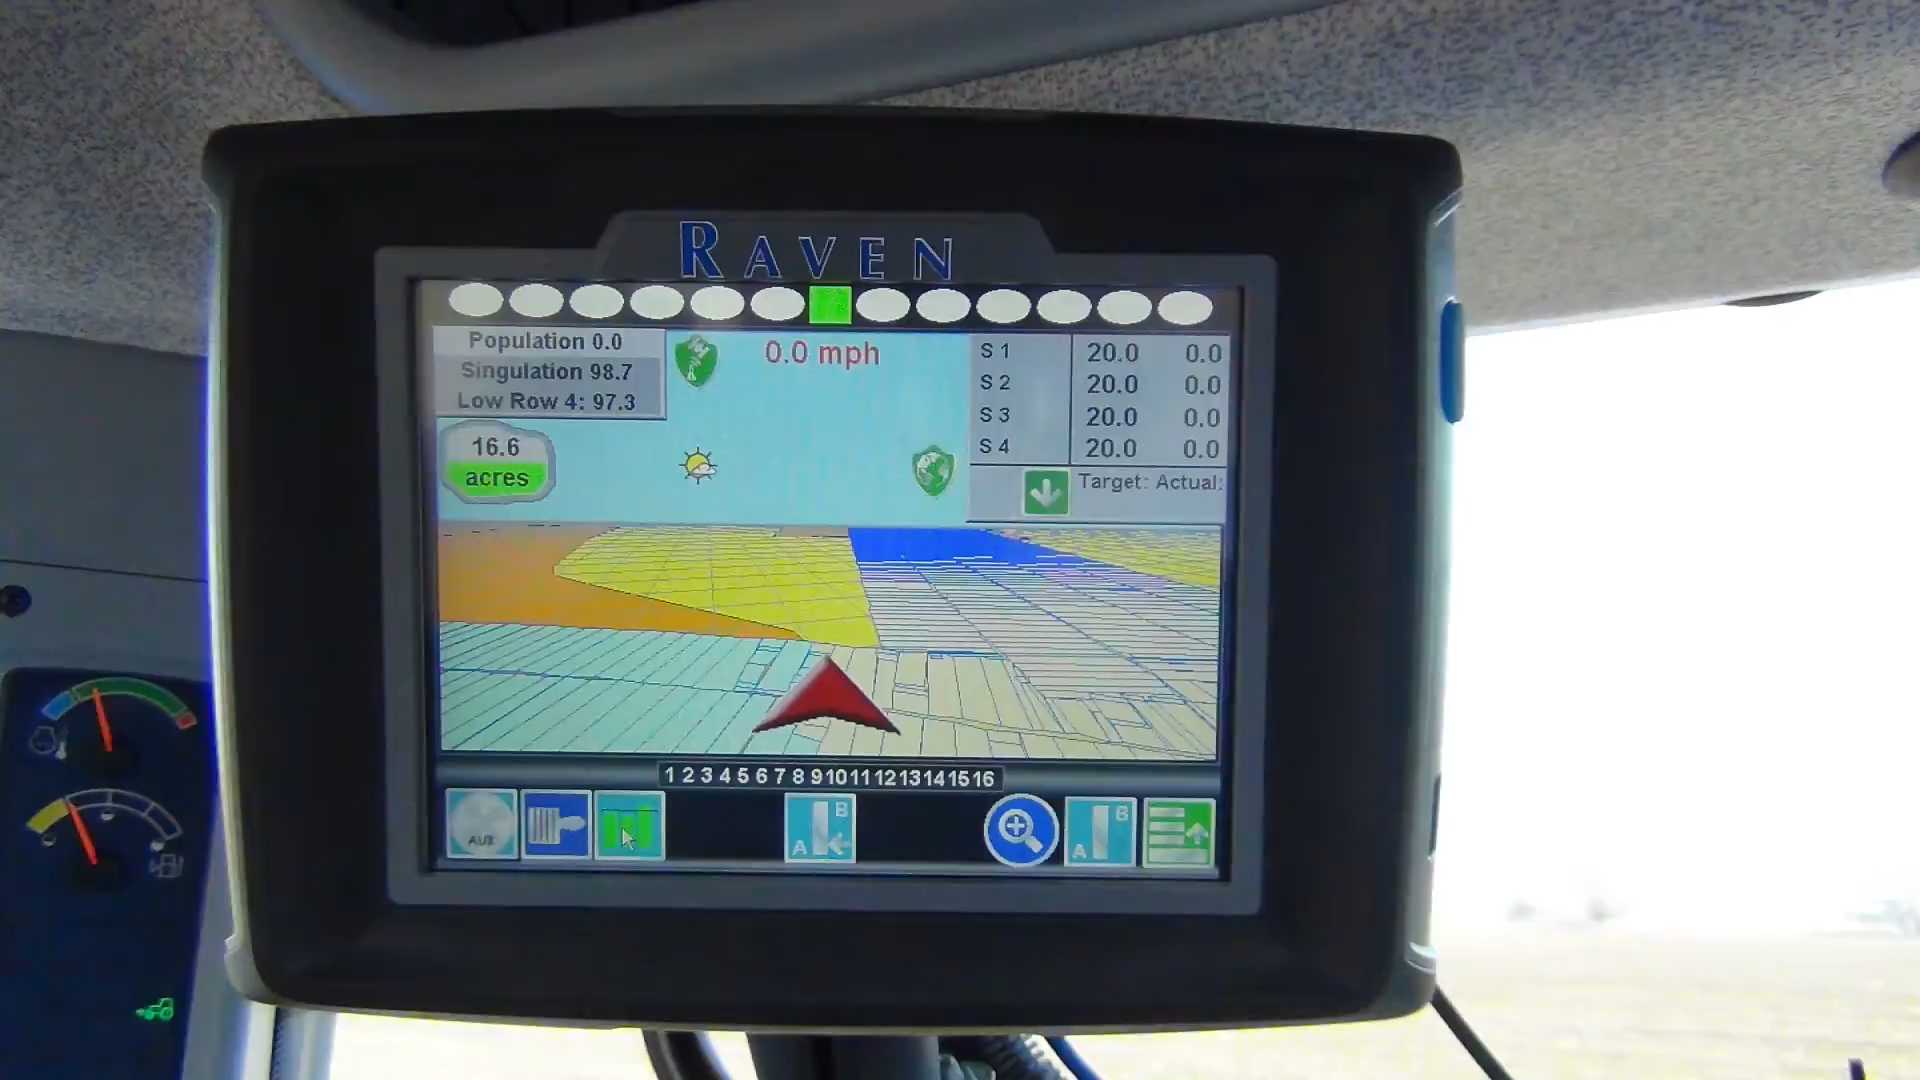 RAVEN
Population 0.0
Singulation 98.7
Low Row 4: 97.3
16.6
acres
0.0 mph
S 1 20.0 0.0
S 2 20.0 0.0
S 3 20.0 0.0
S 4 20.0 0.0
Target: Actual:
1 2 3 4 5 6 7 8 9 10 11 12 13 14 15 16
AUX
A B
A B